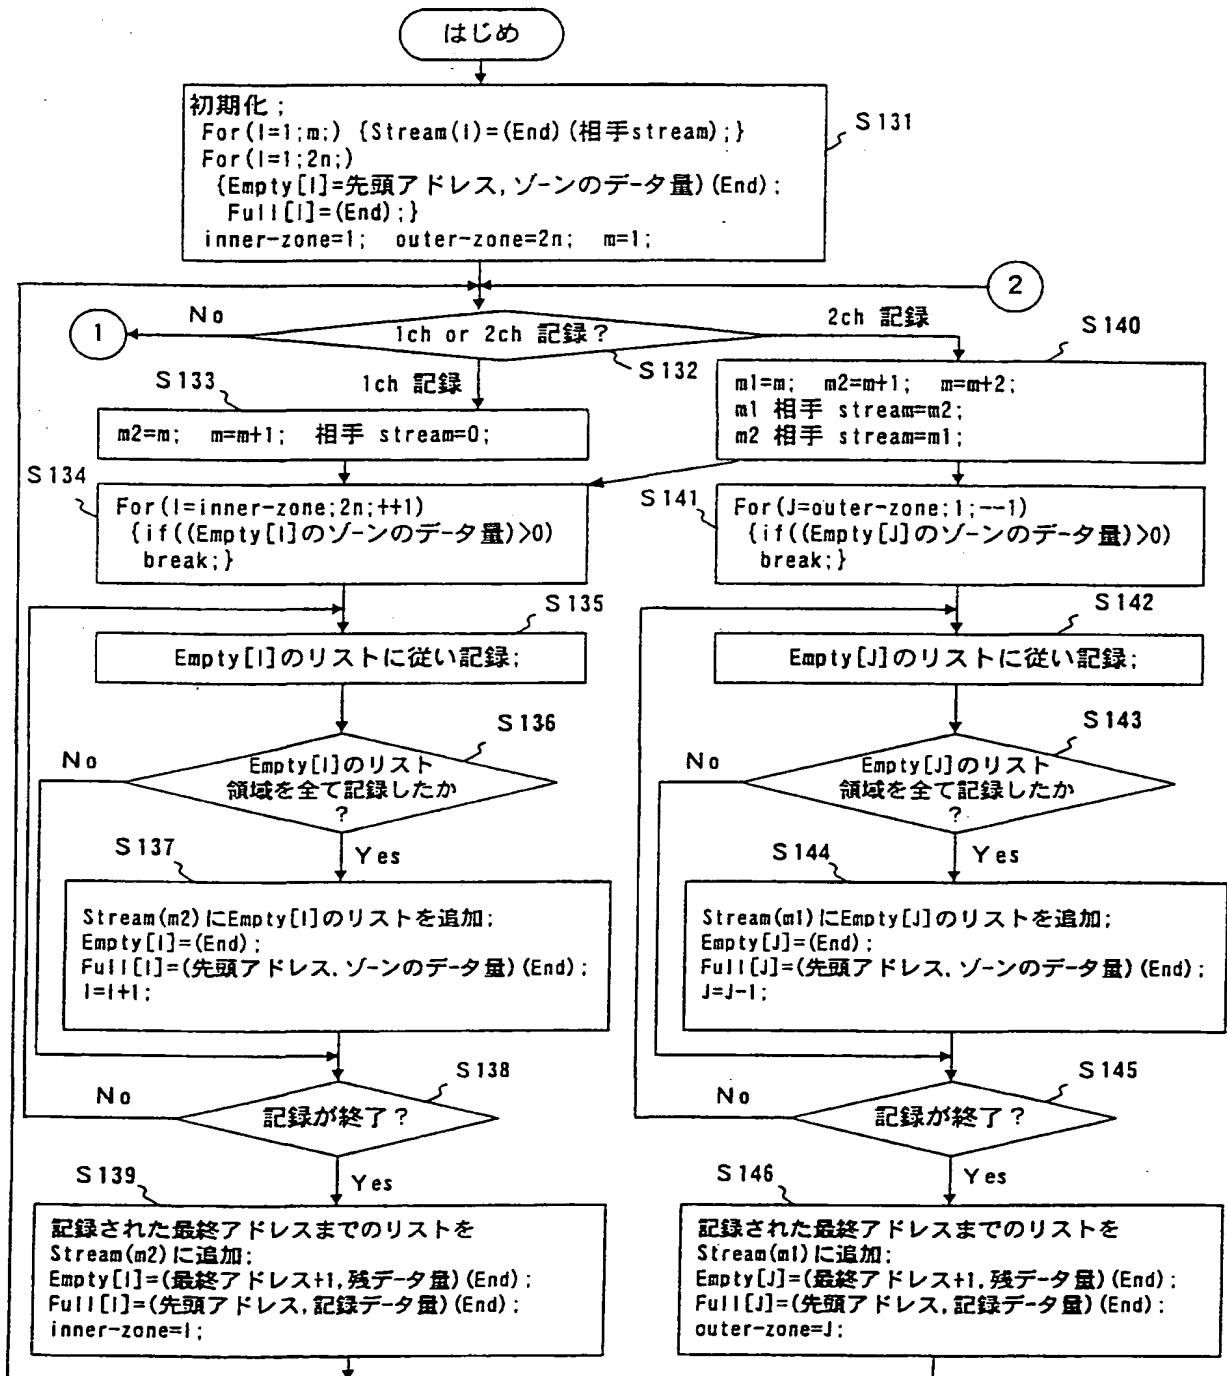 はじめ
初期化;
For(I=1;m;) {Stream(I)=(End)(相手stream);}
For(I=1;2n;)
{Empty[I]=先頭アドレス,ゾーンのデータ量)(End);
Full[I]=(End);}
inner-zone=1; outer-zone=2n; m=1;
S131
2
1
No
1ch or 2ch 記録?
2ch 記録
S132
S140
S133
1ch 記録
m2=m; m=m+1; 相手 stream=0;
m1=m; m2=m+1; m=m+2;
m1 相手 stream=m2;
m2 相手 stream=m1;
S134
For(I=inner-zone;2n;++1)
{if((Empty[I]のゾーンのデータ量)>0)
break;}
S141
For(J=outer-zone;1;--1)
{if((Empty[J]のゾーンのデータ量)>0)
break;}
S135
Empty[I]のリストに従い記録;
S142
Empty[J]のリストに従い記録;
S136
No
Empty[I]のリスト
領域を全て記録したか
?
S143
No
Empty[J]のリスト
領域を全て記録したか
?
S137
Yes
Stream(m2)にEmpty[I]のリストを追加;
Empty[I]=(End);
Full[I]=(先頭アドレス,ゾーンのデータ量)(End);
I=I+1;
S144
Yes
Stream(m1)にEmpty[J]のリストを追加;
Empty[J]=(End);
Full[J]=(先頭アドレス,ゾーンのデータ量)(End);
J=J-1;
S138
No
記録が終了?
S145
No
記録が終了?
S139
Yes
記録された最終アドレスまでのリストを
Stream(m2)に追加;
Empty[I]=(最終アドレス+1,残データ量)(End);
Full[I]=(先頭アドレス,記録データ量)(End);
inner-zone=I;
S146
Yes
記録された最終アドレスまでのリストを
Stream(m1)に追加;
Empty[J]=(最終アドレス+1,残データ量)(End);
Full[J]=(先頭アドレス,記録データ量)(End);
outer-zone=J;